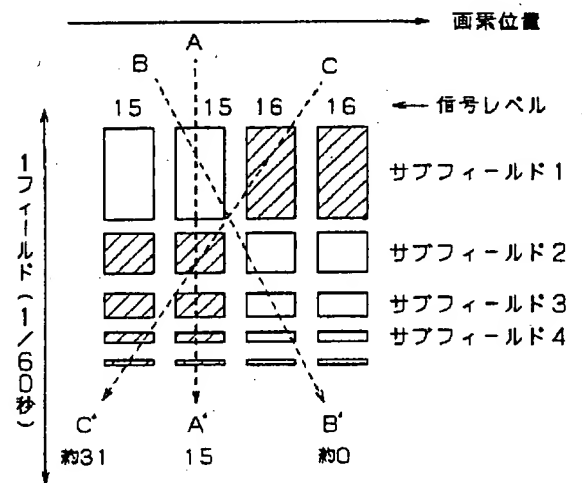 画素位置
A
B
C
15 15 16 16 ← 信号レベル
サブフィールド1
サブフィールド2
サブフィールド3
サブフィールド4
1フィールド(1/60秒)
C' A' B'
約31 15 約0